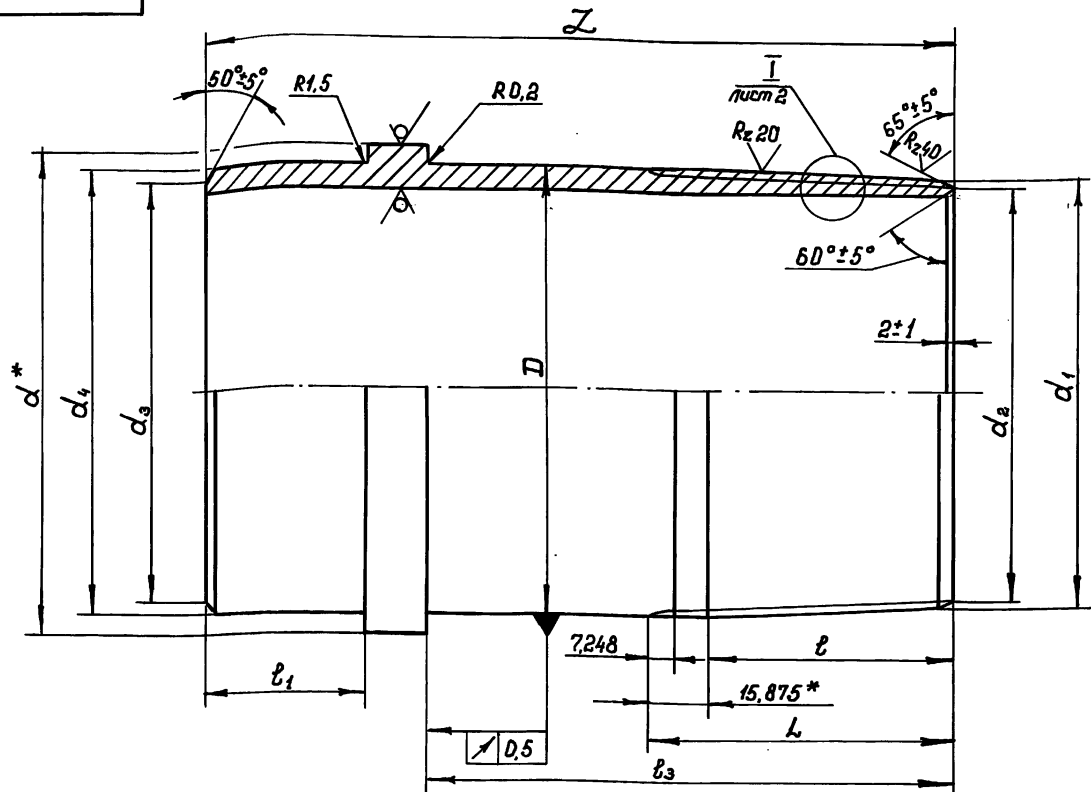 L
50°±5°
R1,5
R0,2
I
лист 2
Rz20
65°±5°
Rz40
60°±5°
2±1
d*
d₄
d₃
D
d₂
d₁
7,248
l
l₁
15,875*
L
↗ 0,5
l₃